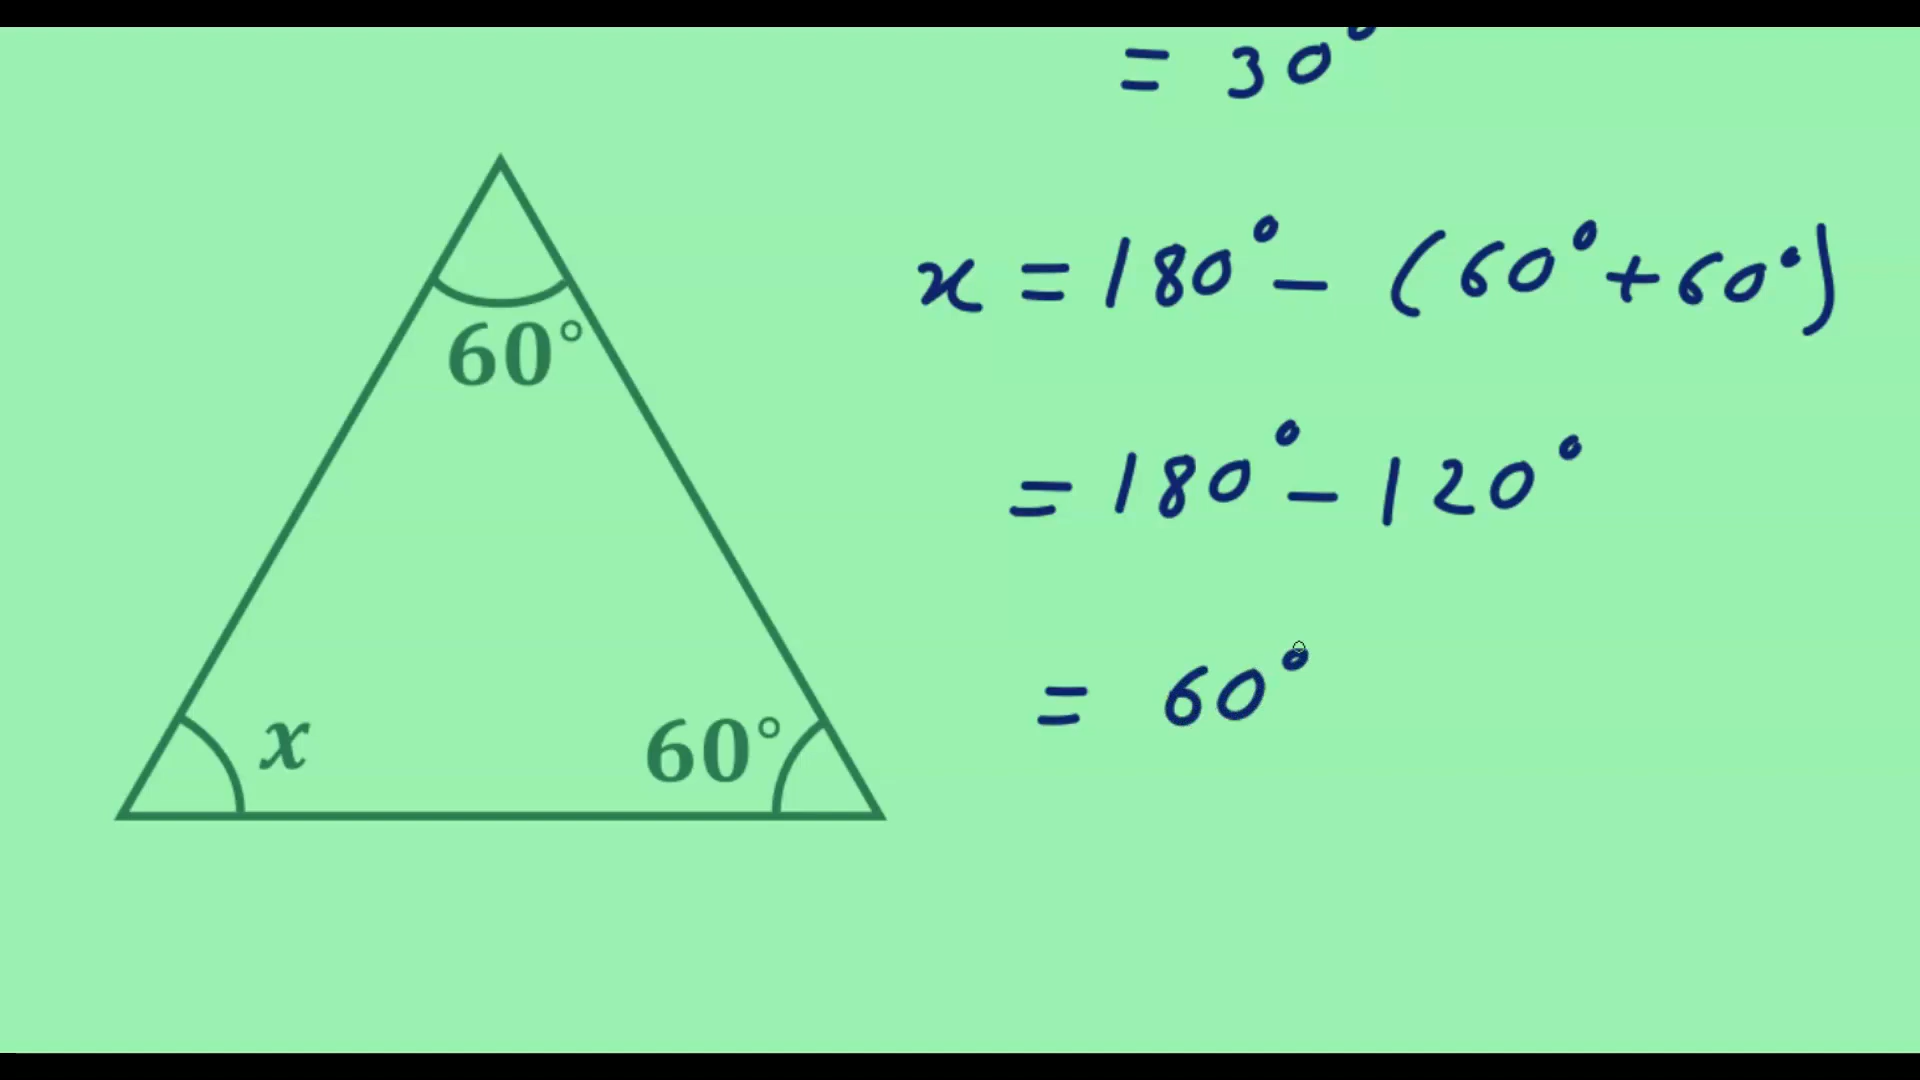 = 30°
60°
x = 180° - (60° + 60°)
= 180° - 120°
= 60°
x
60°